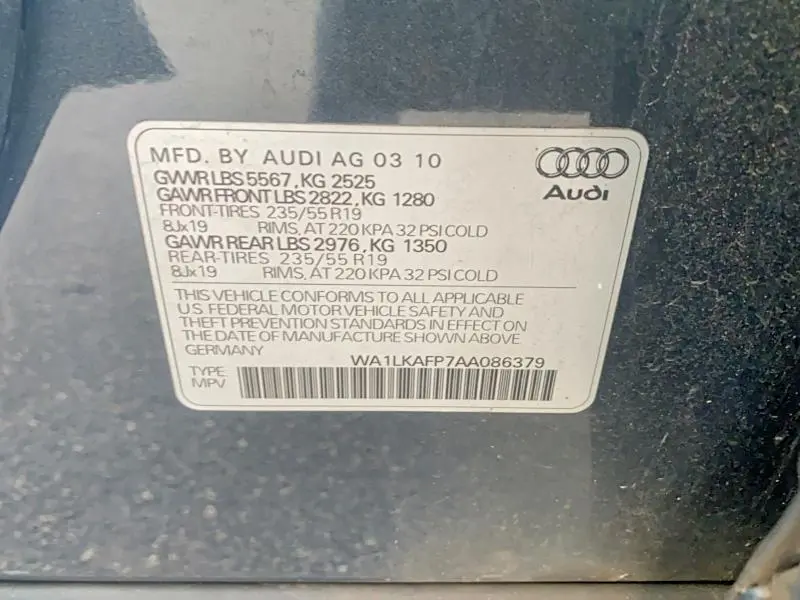 MFD. BY AUDI AG 03 10
GVWR LBS 5567, KG 2525
GAWR FRONT LBS 2822, KG 1280
FRONT-TIRES 235/55 R19
8Jx19 RIMS, AT 220 KPA 32 PSI COLD
GAWR REAR LBS 2976, KG 1350
REAR-TIRES 235/55 R19
8Jx19 RIMS, AT 220 KPA 32 PSI COLD
Audi
THIS VEHICLE CONFORMS TO ALL APPLICABLE
U.S. FEDERAL MOTOR VEHICLE SAFETY AND
THEFT PREVENTION STANDARDS IN EFFECT ON
THE DATE OF MANUFACTURE SHOWN ABOVE.
GERMANY WA1LKAFP7AA086379
TYPE
MPV